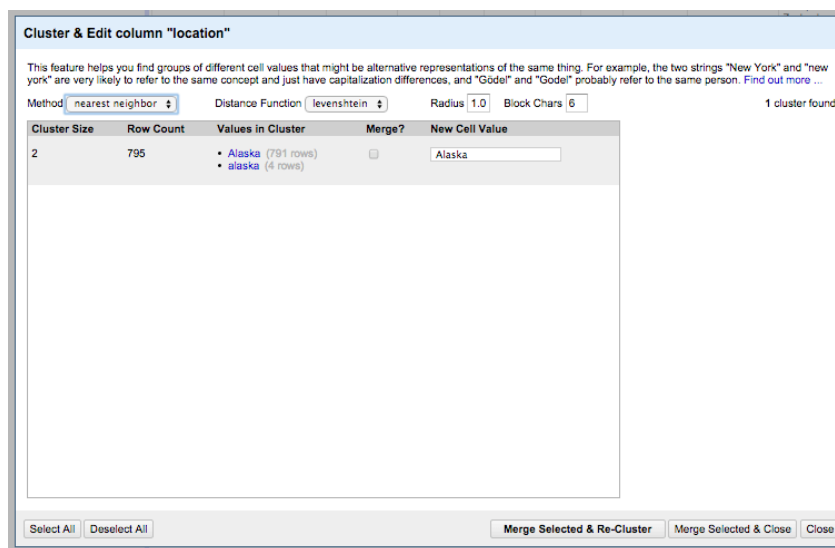 Cluster & Edit column "location"
This feature helps you find groups of different cell values that might be alternative representations of the same thing. For example, the two strings "New York" and "new
york" are very likely to refer to the same concept and just have capitalization differences, and "Gödel" and "Godel" probably refer to the same person. Find out more ...
Method nearest neighbor Distance Function levenshtein Radius 1.0 Block Chars 6 1 cluster found
Cluster Size Row Count Values in Cluster Merge? New Cell Value
2 795 • Alaska (791 rows) Alaska
• alaska (4 rows)
Select All Deselect All Merge Selected & Re-Cluster Merge Selected & Close Close